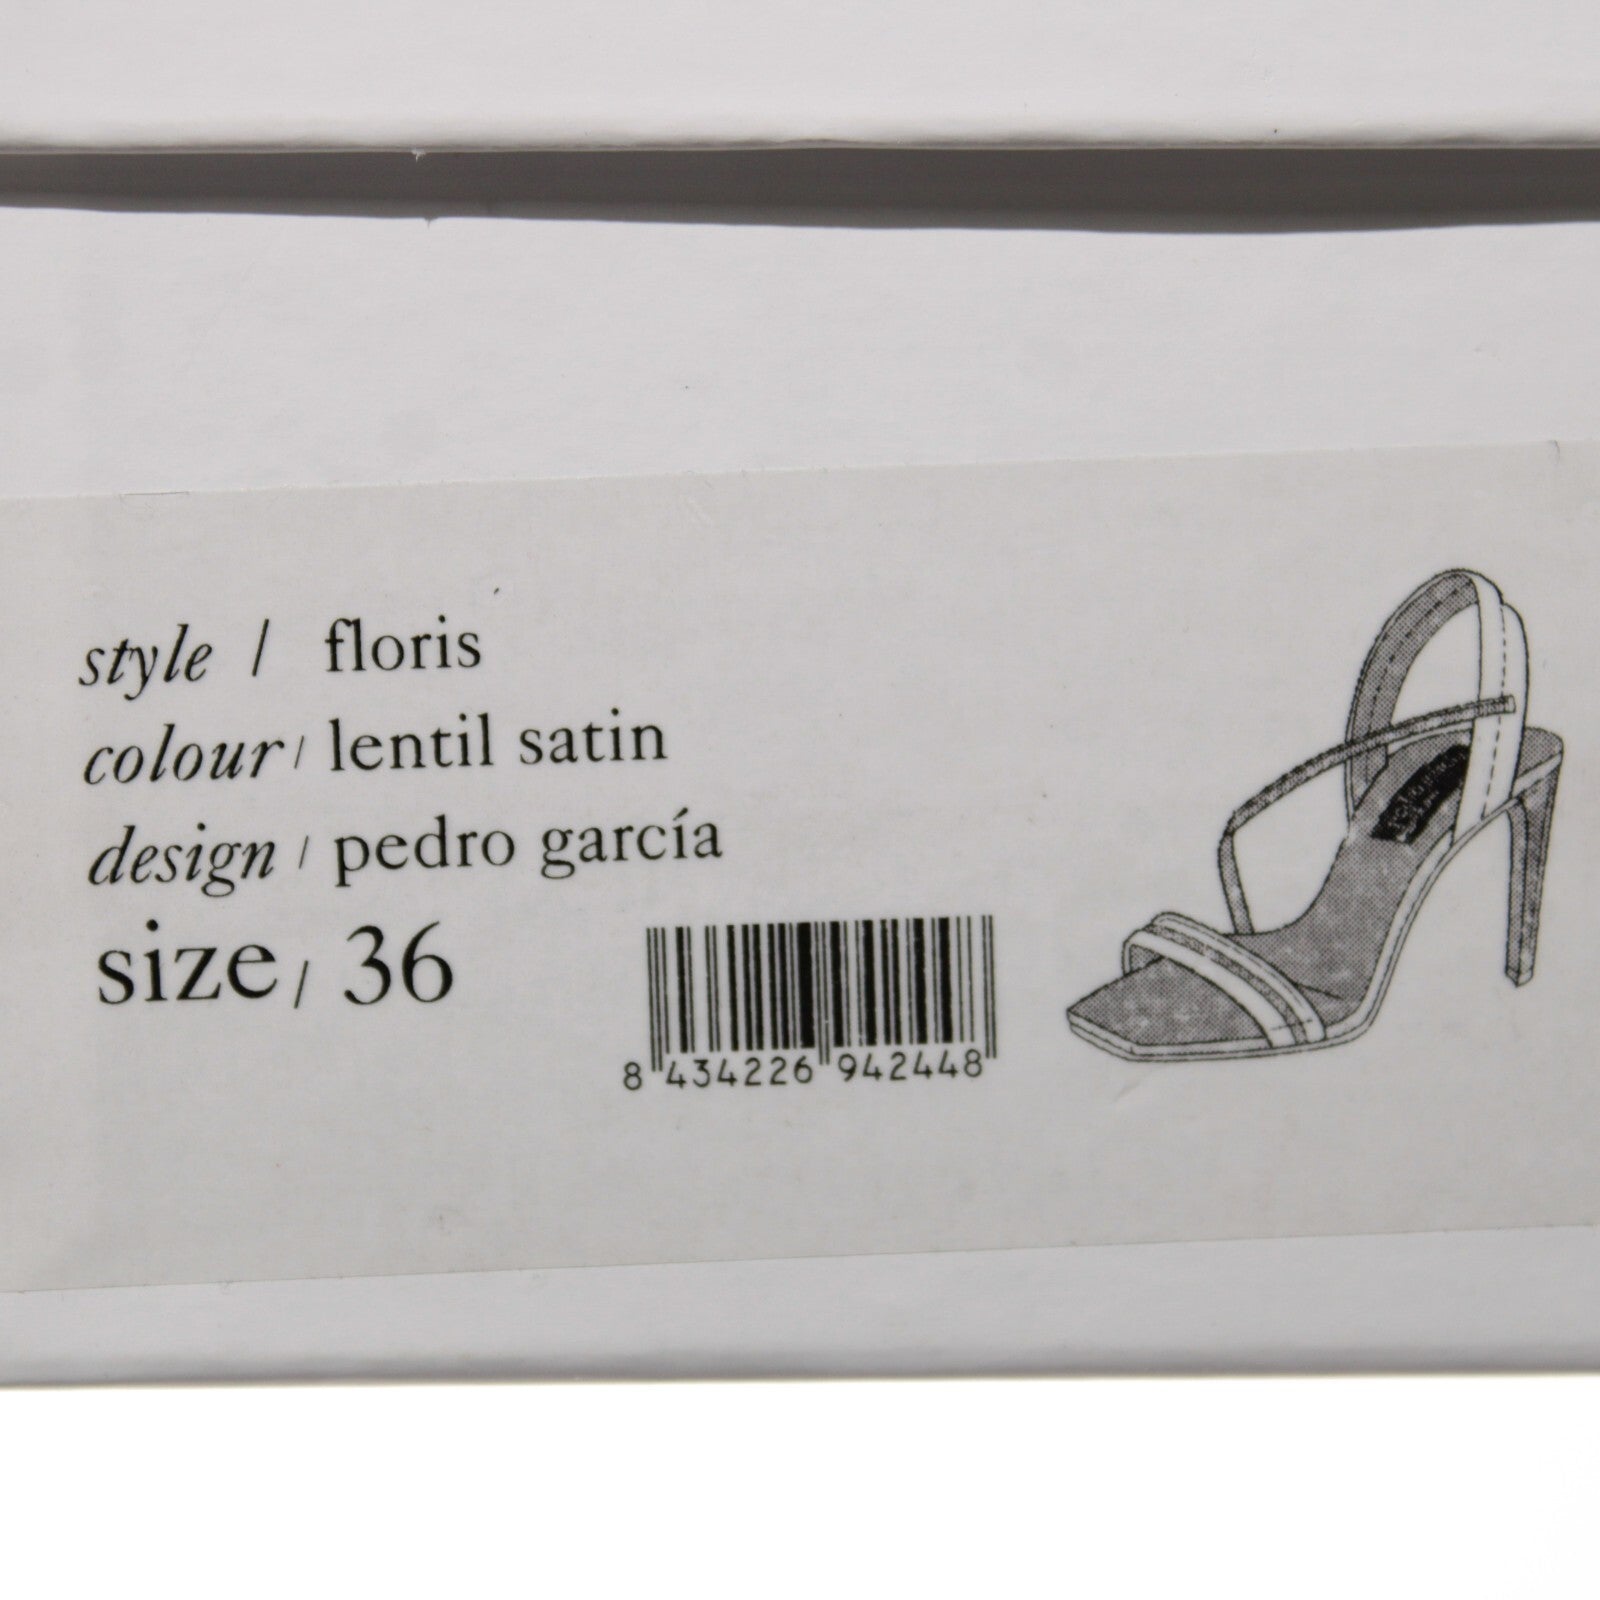 style / floris
colour / lentil satin
design / pedro garcía
size / 36
8 434226 942448